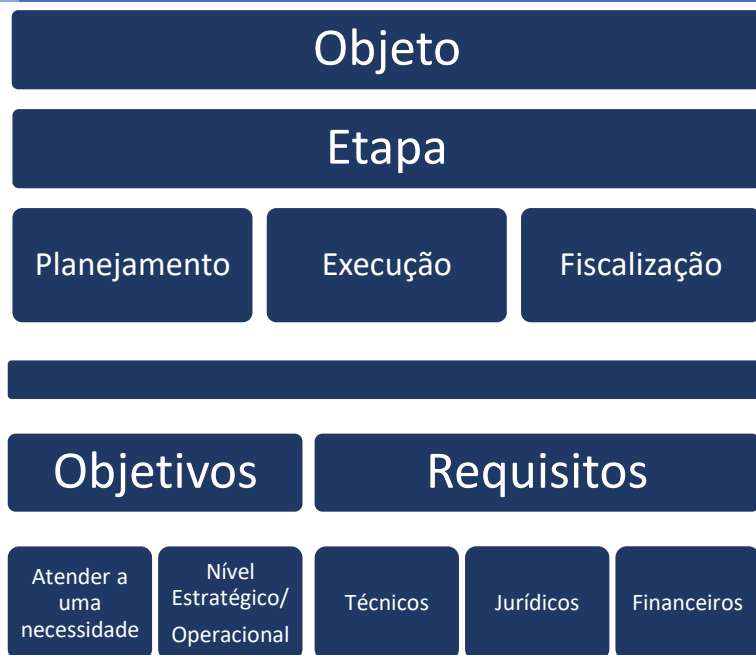 Objeto
Etapa
Planejamento
Execução
Fiscalização
Objetivos
Requisitos
Atender a
uma
necessidade
Nível
Estratégico/
Operacional
Técnicos
Jurídicos
Financeiros